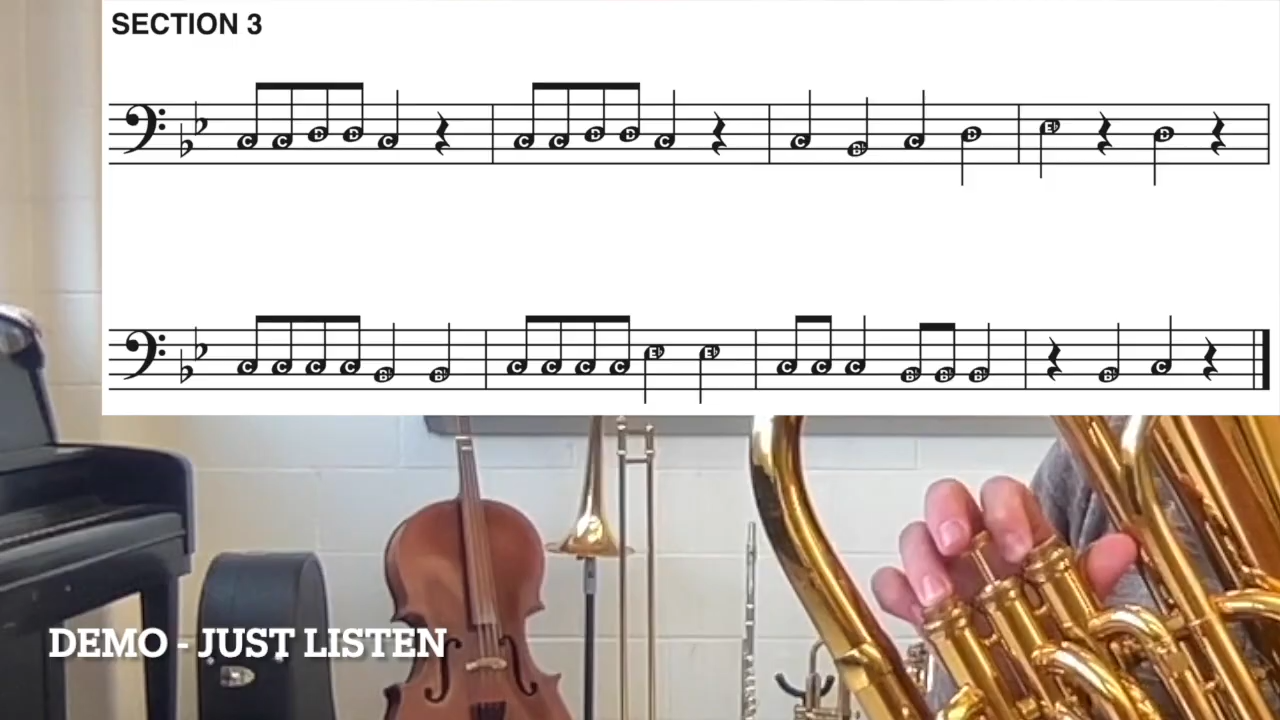 SECTION 3
C C D D C C C D D C C B♭ C D E♭ D
C C C C B♭ B♭ C C C C E♭ E♭ C C C B♭ B♭ B♭ B♭ C
DEMO - JUST LISTEN